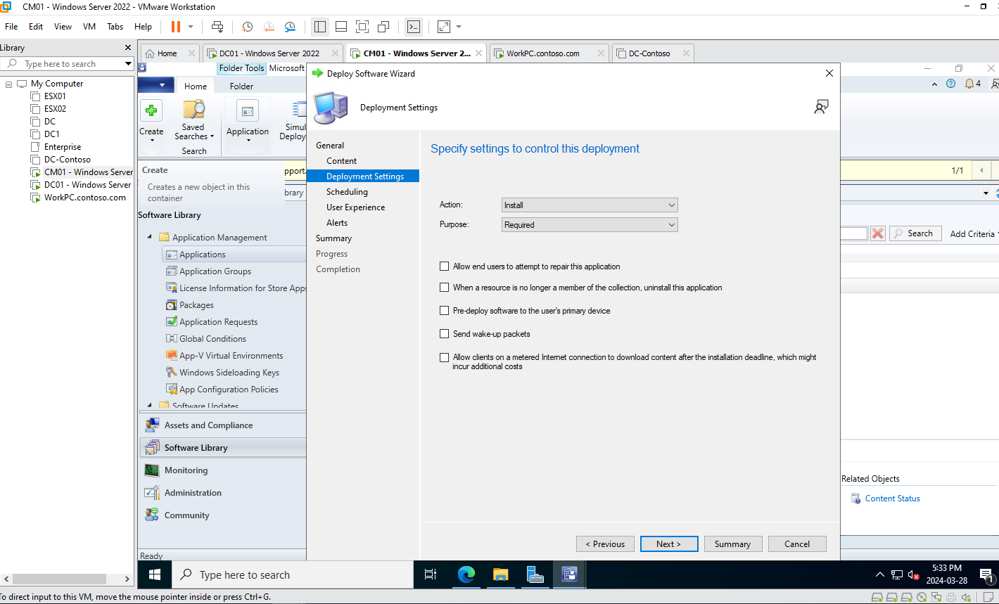 CM01 - Windows Server 2022 - VMware Workstation
File Edit View VM Tabs Help
Library
Type here to search
Home
DC01 - Windows Server 2022
CM01 - Windows Server 2...
WorkPC.contoso.com
DC-Contoso
My Computer
ESX01
ESX02
DC
DC1
Enterprise
DC-Contoso
CM01 - Windows Server
DC01 - Windows Server
WorkPC.contoso.com
Folder Tools Microsoft
Home Folder
4
Create
Saved
Searches
Search
Application
Simul
Deploy
Create
Creates a new object in this
container
pport.
1/1
brary
Software Library
Application Management
Applications
Application Groups
License Information for Store Apps
Packages
Application Requests
Global Conditions
App-V Virtual Environments
Windows Sideloading Keys
App Configuration Policies
Software Updates
Assets and Compliance
Software Library
Monitoring
Administration
Community
Ready
Deploy Software Wizard
Deployment Settings
General
Content
Deployment Settings
Scheduling
User Experience
Alerts
Summary
Progress
Completion
Specify settings to control this deployment
Action: Install
Purpose: Required
Allow end users to attempt to repair this application
When a resource is no longer a member of the collection, uninstall this application
Pre-deploy software to the user's primary device
Send wake-up packets
Allow clients on a metered Internet connection to download content after the installation deadline, which might
incur additional costs
< Previous Next > Summary Cancel
Search Add Criteria
Related Objects
Content Status
Type here to search
5:33 PM
2024-03-28
1
To direct input to this VM, move the mouse pointer inside or press Ctrl+G.